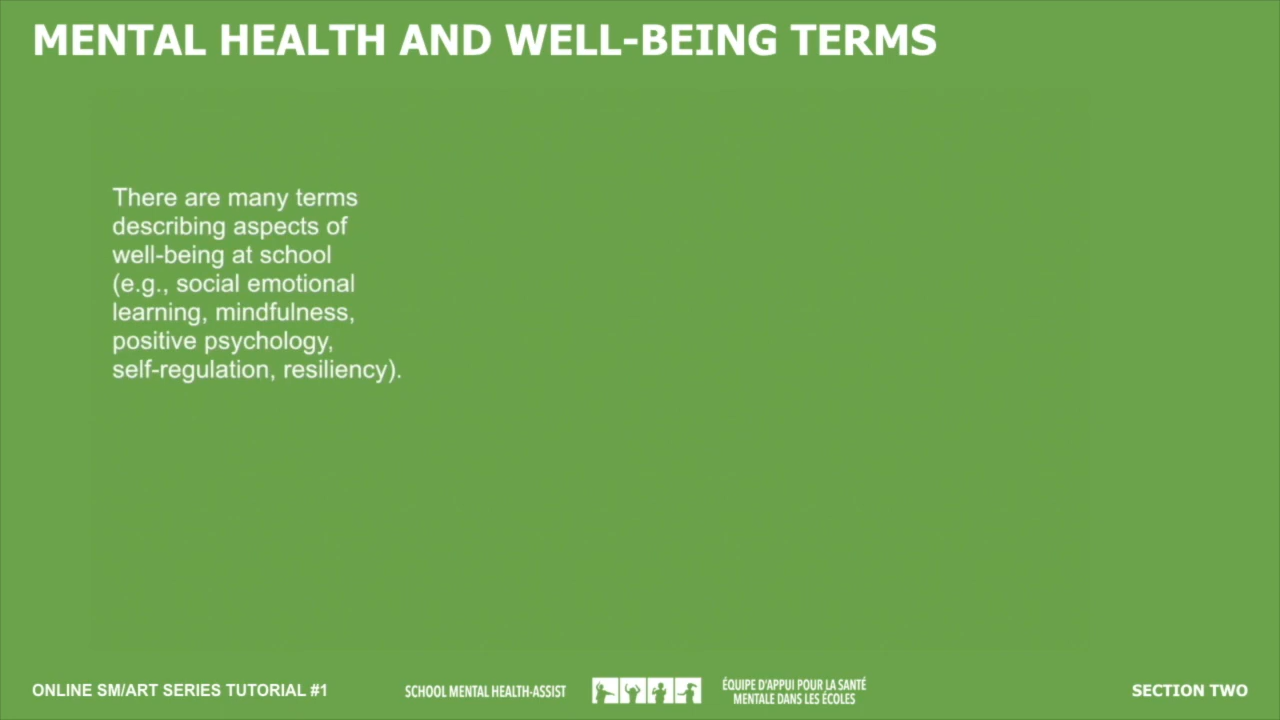 MENTAL HEALTH AND WELL-BEING TERMS
There are many terms
describing aspects of
well-being at school
(e.g., social emotional
learning, mindfulness,
positive psychology,
self-regulation, resiliency).
ONLINE SM/ART SERIES TUTORIAL #1
SCHOOL MENTAL HEALTH-ASSIST
ÉQUIPE D'APPUI POUR LA SANTÉ
MENTALE DANS LES ÉCOLES
SECTION TWO